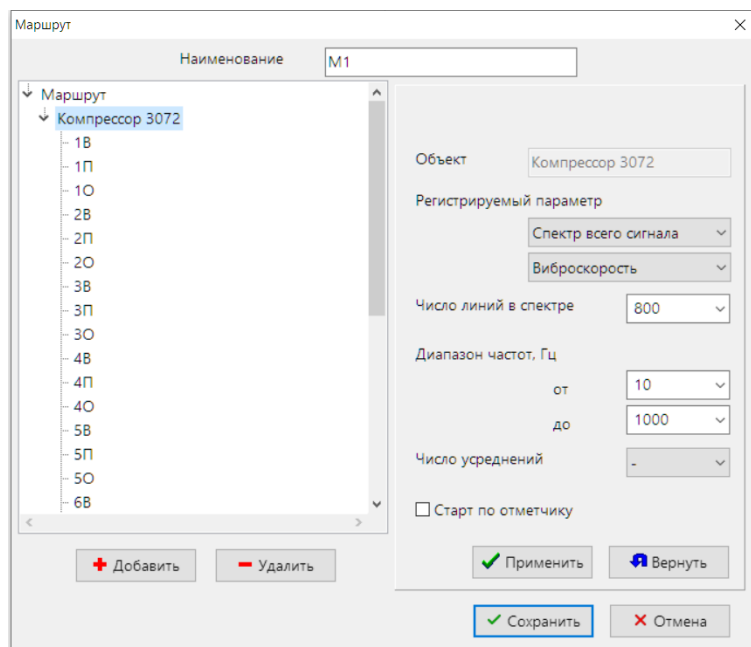 Маршрут
Наименование
М1
Маршрут
Компрессор 3072
1В
1П
1О
2В
2П
2О
3В
3П
3О
4В
4П
4О
5В
5П
5О
6В
Добавить
Удалить
Объект
Компрессор 3072
Регистрируемый параметр
Спектр всего сигнала
Виброскорость
Число линий в спектре
800
Диапазон частот, Гц
от
10
до
1000
Число усреднений
-
Старт по отметчику
Применить
Вернуть
Сохранить
Отмена